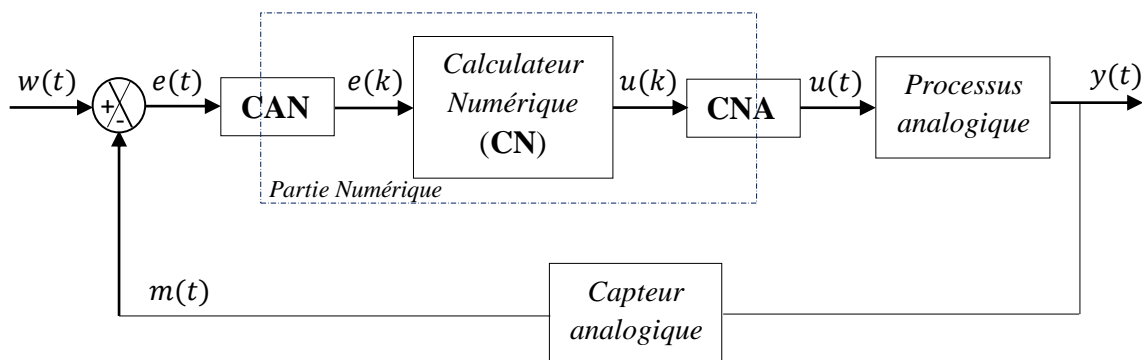 w(t)
+
-
e(t)
CAN
e(k)
Calculateur
Numérique
(CN)
u(k)
CNA
u(t)
Processus
analogique
y(t)
Partie Numérique
m(t)
Capteur
analogique